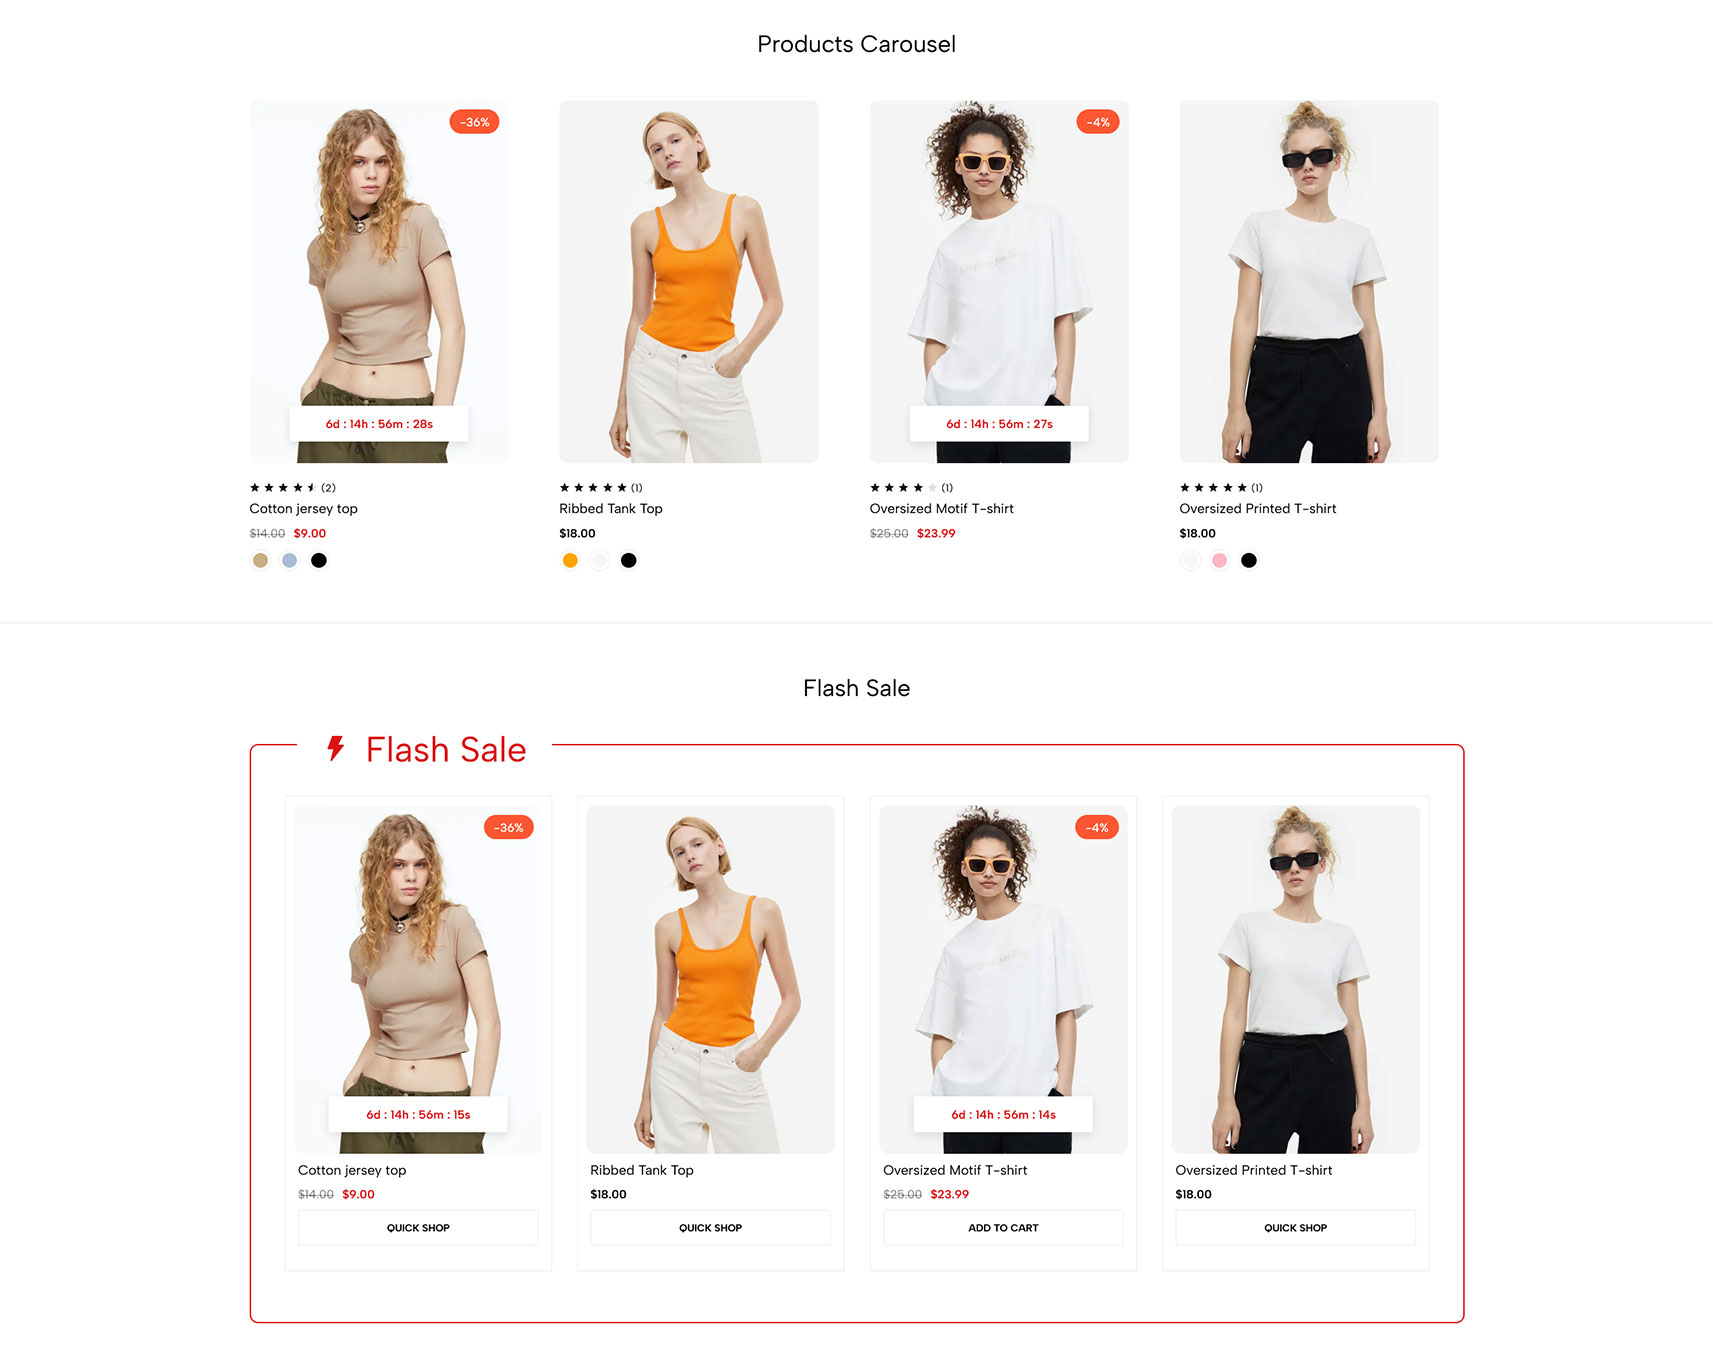 Products Carousel
-36%
-4%
6d : 14h : 56m : 28s
6d : 14h : 56m : 27s
(2)
(1)
(1)
(1)
Cotton jersey top
Ribbed Tank Top
Oversized Motif T-shirt
Oversized Printed T-shirt
$14.00 $9.00
$18.00
$25.00 $23.99
$18.00
Flash Sale
Flash Sale
-36%
-4%
6d : 14h : 56m : 15s
6d : 14h : 56m : 14s
Cotton jersey top
Ribbed Tank Top
Oversized Motif T-shirt
Oversized Printed T-shirt
$14.00 $9.00
$18.00
$25.00 $23.99
$18.00
QUICK SHOP
QUICK SHOP
ADD TO CART
QUICK SHOP